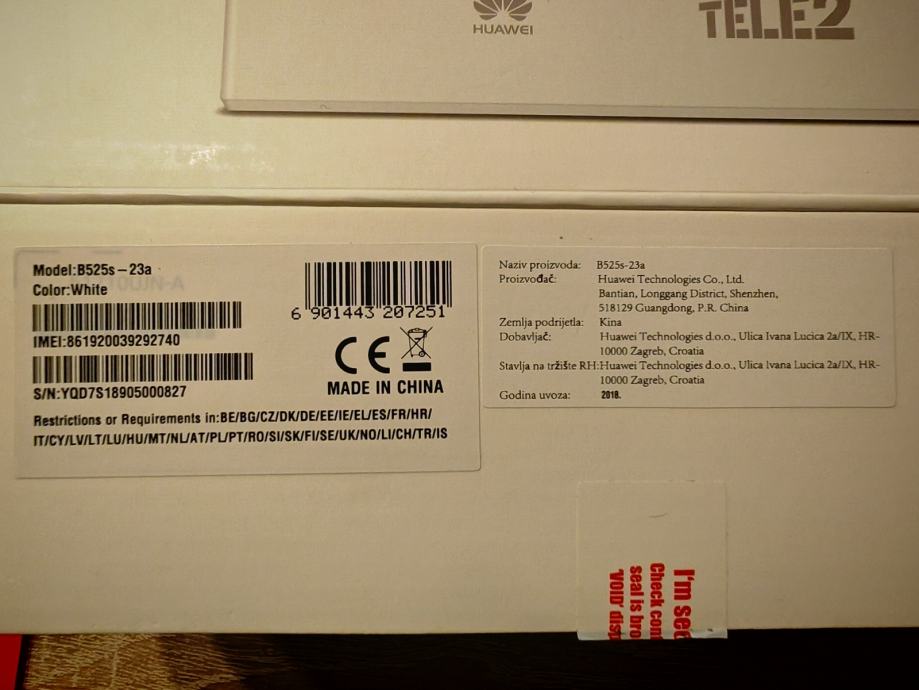 HUAWEI
TELE2
Model:B525s-23a
Color:White
IMEI:861920039292740
S/N:YQD7S18905000827
6 901443 207251
CE
MADE IN CHINA
Restrictions or Requirements in:BE/BG/CZ/DK/DE/EE/IE/EL/ES/FR/HR/
IT/CY/LV/LT/LU/HU/MT/NL/AT/PL/PT/RO/SI/SK/FI/SE/UK/NO/LI/CH/TR/IS
Naziv proizvoda: B525s-23a
Proizvođač: Huawei Technologies Co., Ltd.
Bantian, Longgang District, Shenzhen,
518129 Guangdong, P.R. China
Zemlja podrijetla: Kina
Dobavljač: Huawei Technologies d.o.o., Ulica Ivana Lucica 2a/IX, HR-
10000 Zagreb, Croatia
Stavlja na tržište RH:Huawei Technologies d.o.o., Ulica Ivana Lucica 2a/IX, HR-
10000 Zagreb, Croatia
Godina uvoza: 2018.
I'm
Check
seal is
'VOID'